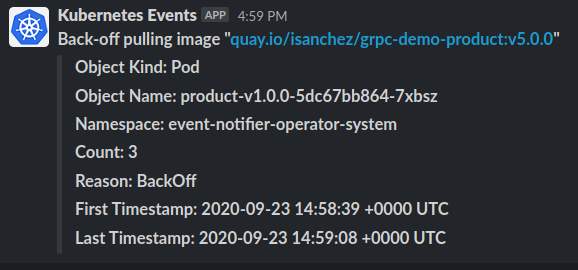 Kubernetes Events APP 4:59 PM
Back-off pulling image "quay.io/isanchez/grpc-demo-product:v5.0.0"
Object Kind: Pod
Object Name: product-v1.0.0-5dc67bb864-7xbsz
Namespace: event-notifier-operator-system
Count: 3
Reason: BackOff
First Timestamp: 2020-09-23 14:58:39 +0000 UTC
Last Timestamp: 2020-09-23 14:59:08 +0000 UTC